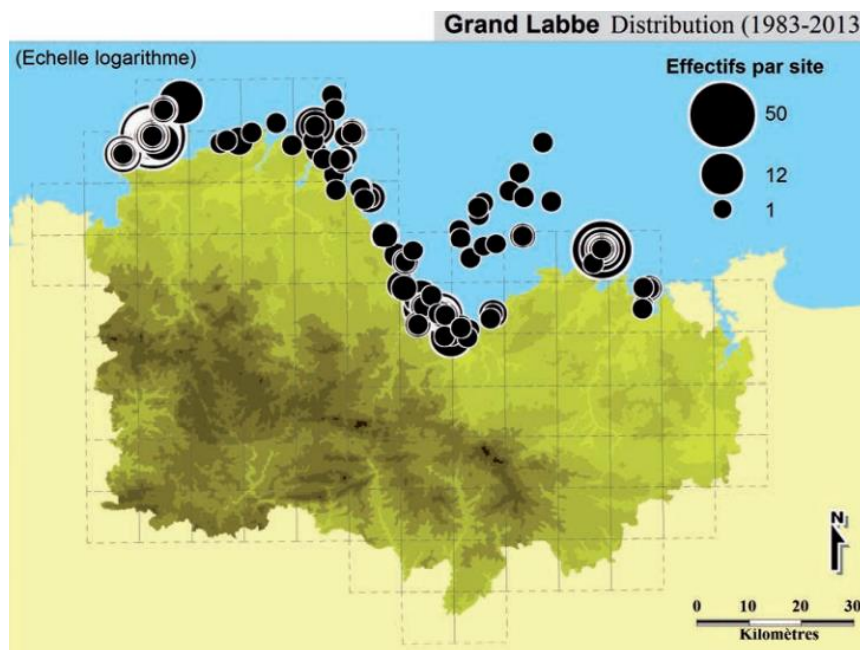 Grand Labbe Distribution (1983-2013
(Echelle logarithme)
Effectifs par site
50
12
1
N
0 10 20 30
Kilomètres